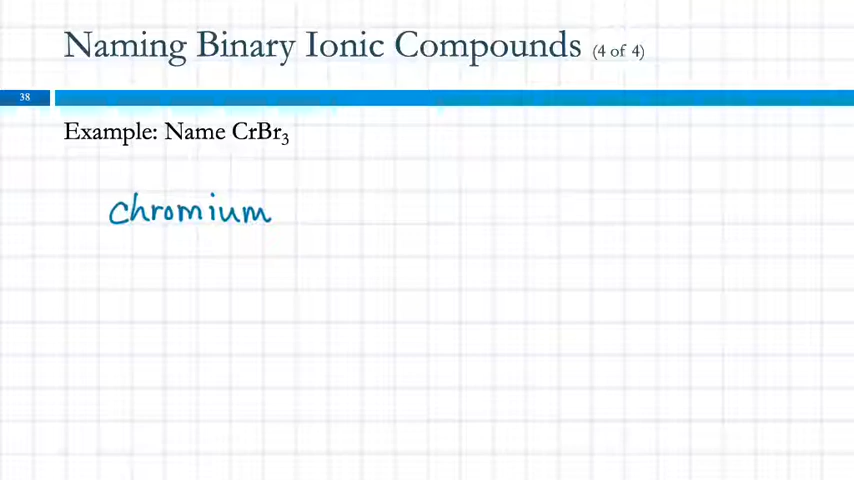 Naming Binary Ionic Compounds (4 of 4)
38
Example: Name CrBr₃
chromium